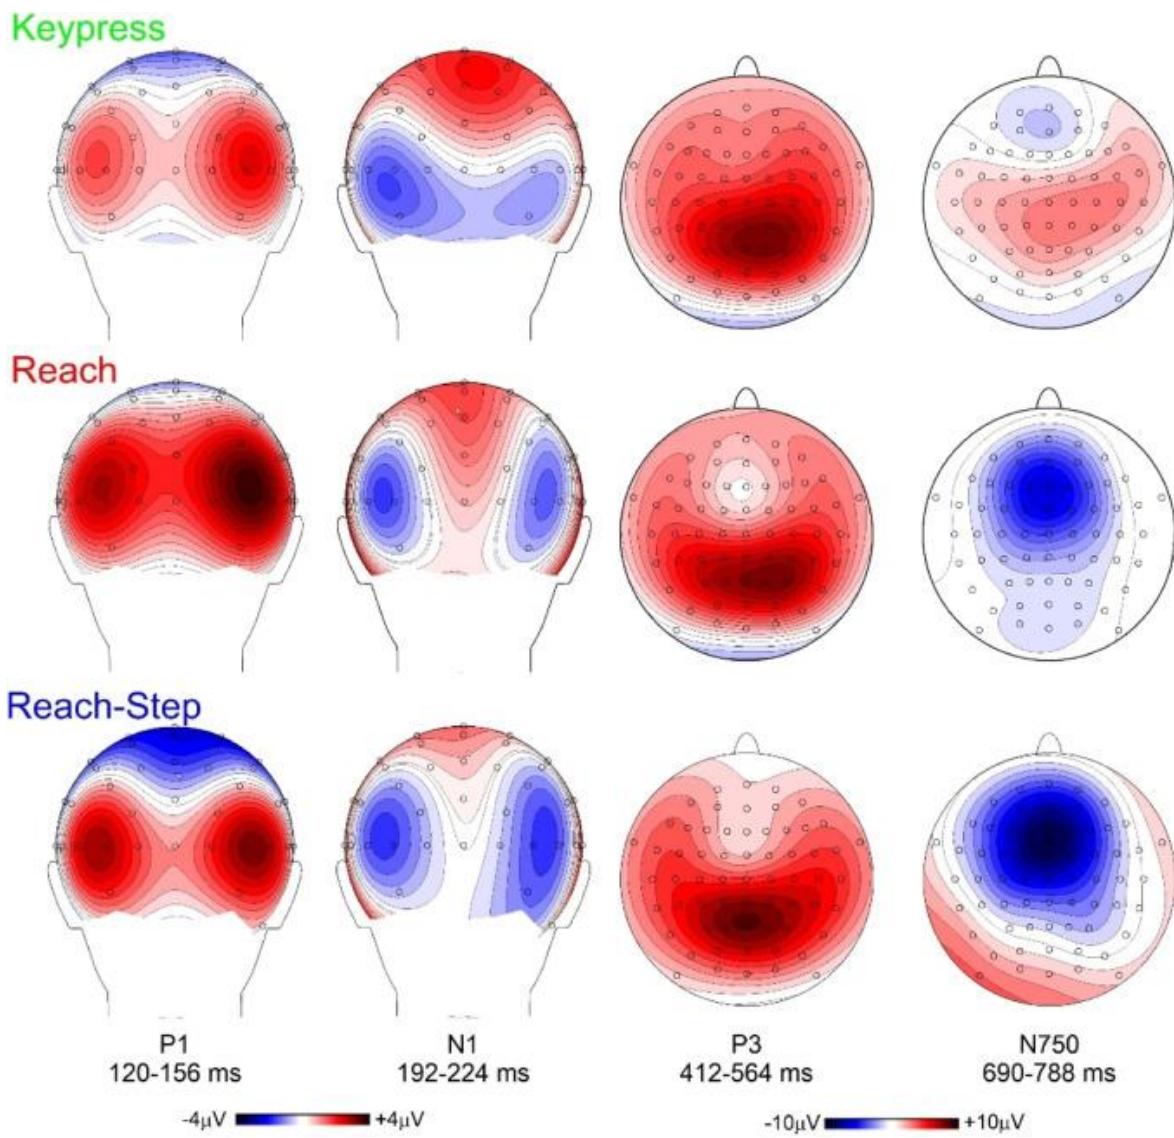 Keypress
Reach
Reach-Step
P1
120-156 ms
N1
192-224 ms
P3
412-564 ms
N750
690-788 ms
-4μV +4μV
-10μV +10μV